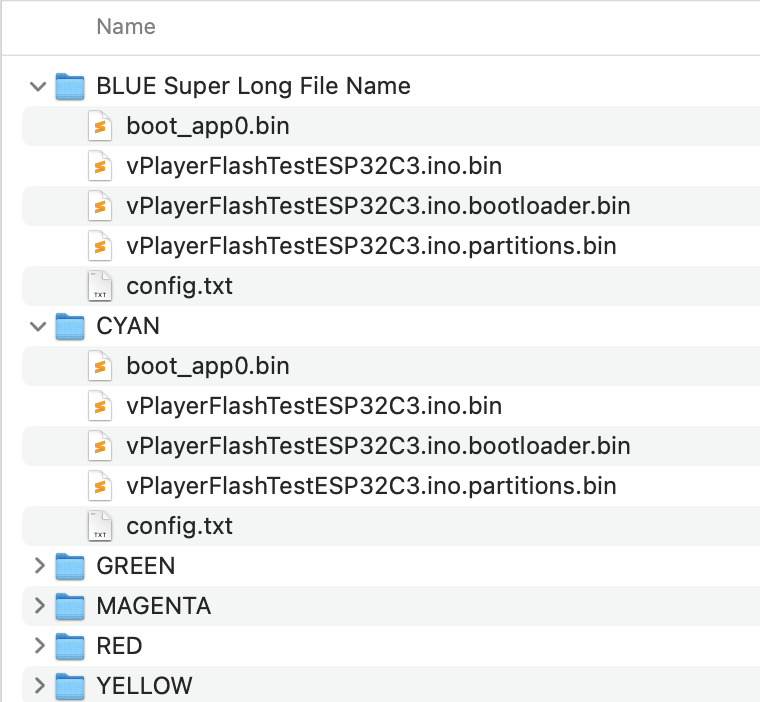 Name
BLUE Super Long File Name
boot_app0.bin
vPlayerFlashTestESP32C3.ino.bin
vPlayerFlashTestESP32C3.ino.bootloader.bin
vPlayerFlashTestESP32C3.ino.partitions.bin
TXT config.txt
CYAN
boot_app0.bin
vPlayerFlashTestESP32C3.ino.bin
vPlayerFlashTestESP32C3.ino.bootloader.bin
vPlayerFlashTestESP32C3.ino.partitions.bin
TXT config.txt
GREEN
MAGENTA
RED
YELLOW